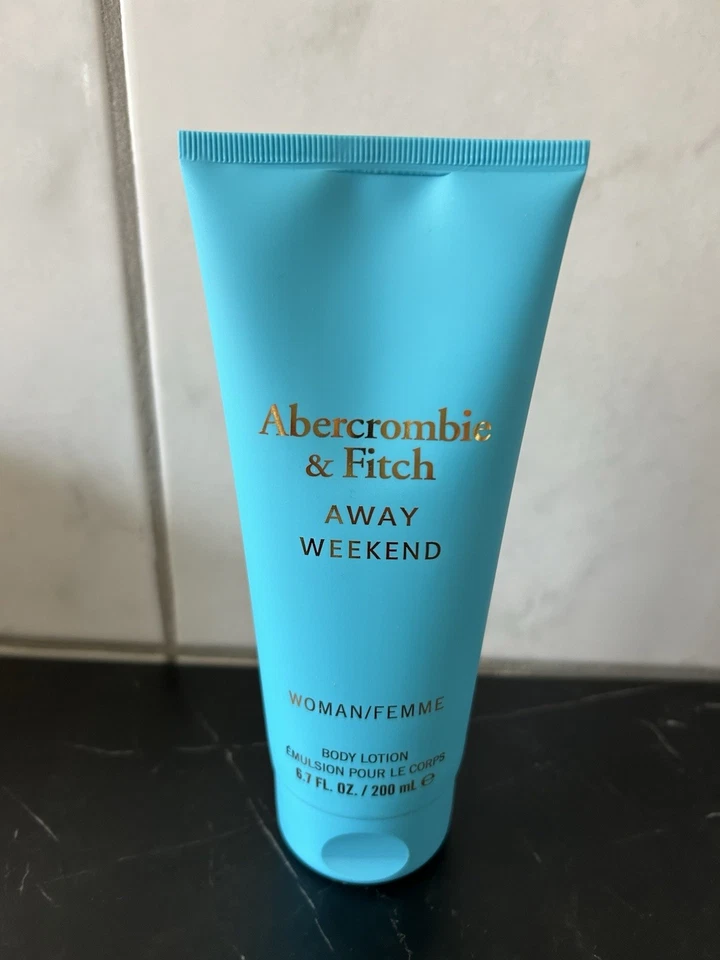 Abercrombie
& Fitch
AWAY
WEEKEND
WOMAN/FEMME
BODY LOTION
ÉMULSION POUR LE CORPS
6.7 FL. OZ. / 200 mL ℮